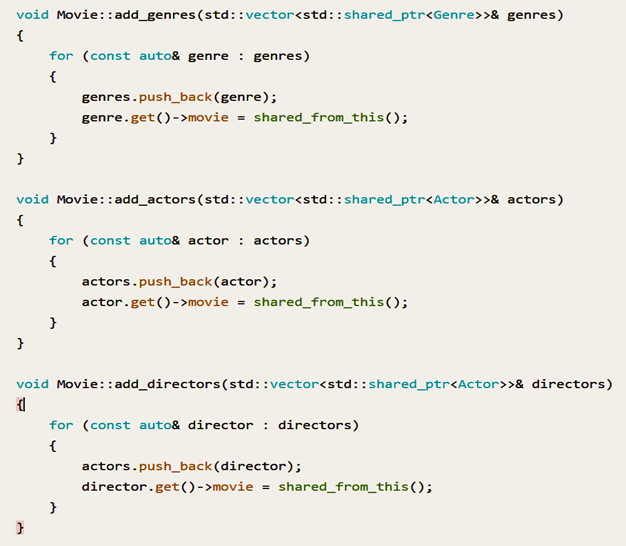 void Movie::add_genres(std::vector<std::shared_ptr<Genre>>& genres)
{
    for (const auto& genre : genres)
    {
        genres.push_back(genre);
        genre.get()->movie = shared_from_this();
    }
}

void Movie::add_actors(std::vector<std::shared_ptr<Actor>>& actors)
{
    for (const auto& actor : actors)
    {
        actors.push_back(actor);
        actor.get()->movie = shared_from_this();
    }
}

void Movie::add_directors(std::vector<std::shared_ptr<Actor>>& directors)
{
    for (const auto& director : directors)
    {
        actors.push_back(director);
        director.get()->movie = shared_from_this();
    }
}